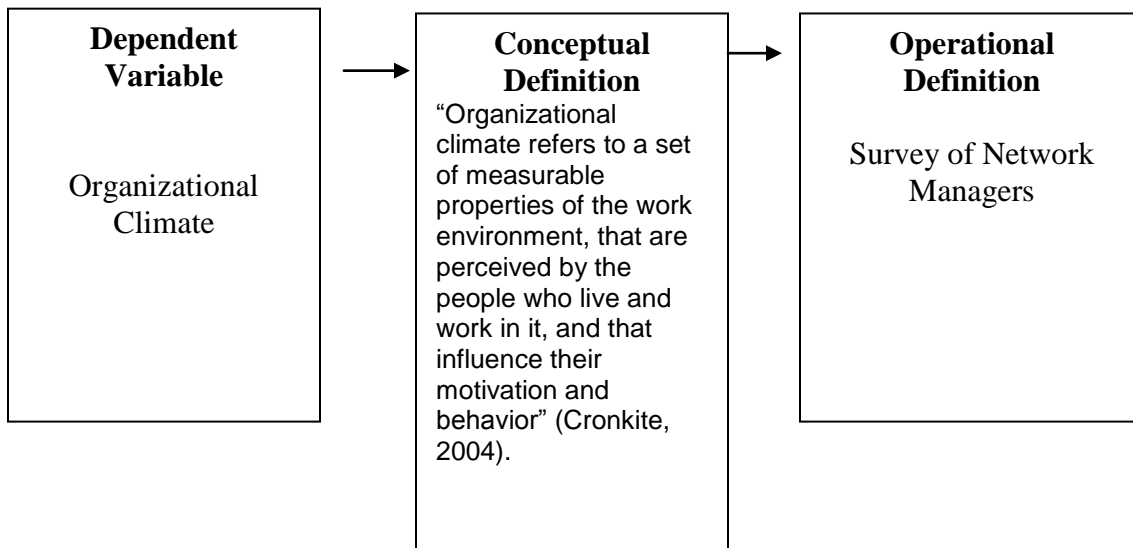 Dependent
Variable
Organizational
Climate
Conceptual
Definition
“Organizational
climate refers to a set
of measurable
properties of the work
environment, that are
perceived by the
people who live and
work in it, and that
influence their
motivation and
behavior” (Cronkite,
2004).
Operational
Definition
Survey of Network
Managers